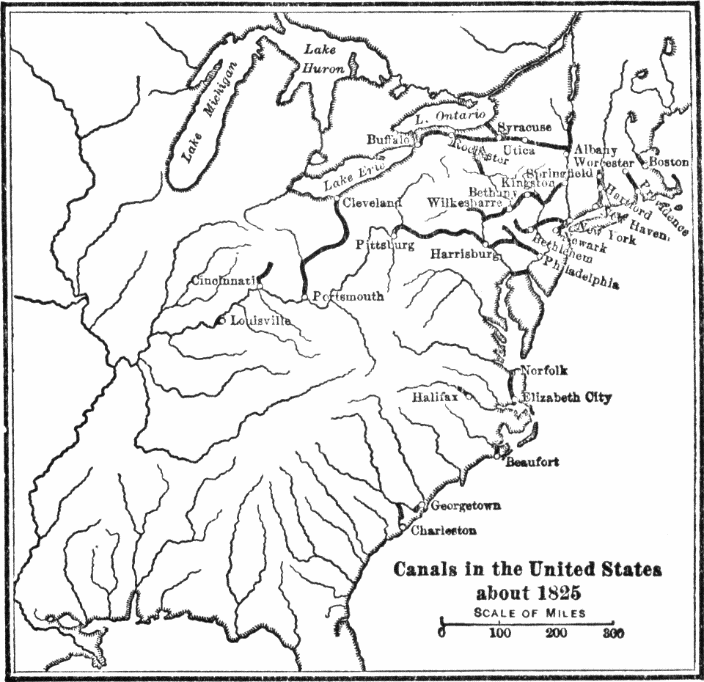 Lake
Huron
Lake Michigan
L. Ontario
Syracuse
Buffalo
Rochester
Utica
Albany
Worcester
Boston
Lake Erie
Springfield
Kingston
Bethany
Hartford
Providence
Cleveland
Wilkesbarre
New Haven
New York
Newark
Pittsburg
Bethlehem
Harrisburg
Philadelphia
Cincinnati
Portsmouth
Louisville
Norfolk
Halifax
Elizabeth City
Beaufort
Georgetown
Charleston
Canals in the United States
about 1825
SCALE OF MILES
0 100 200 300